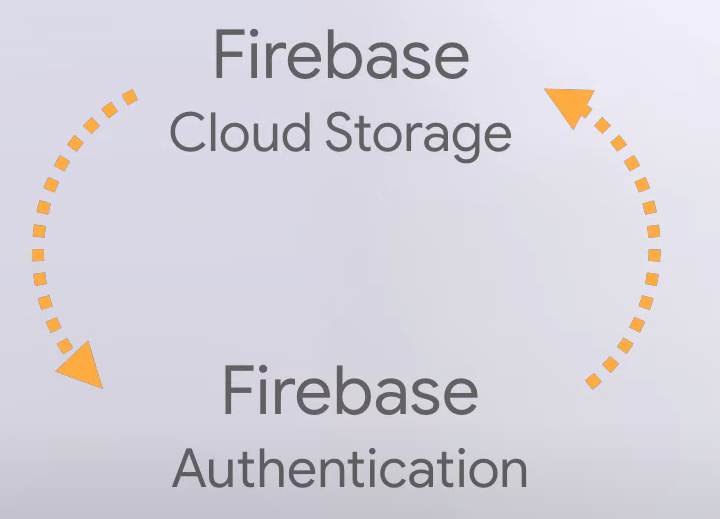 Firebase
Cloud Storage
Firebase
Authentication